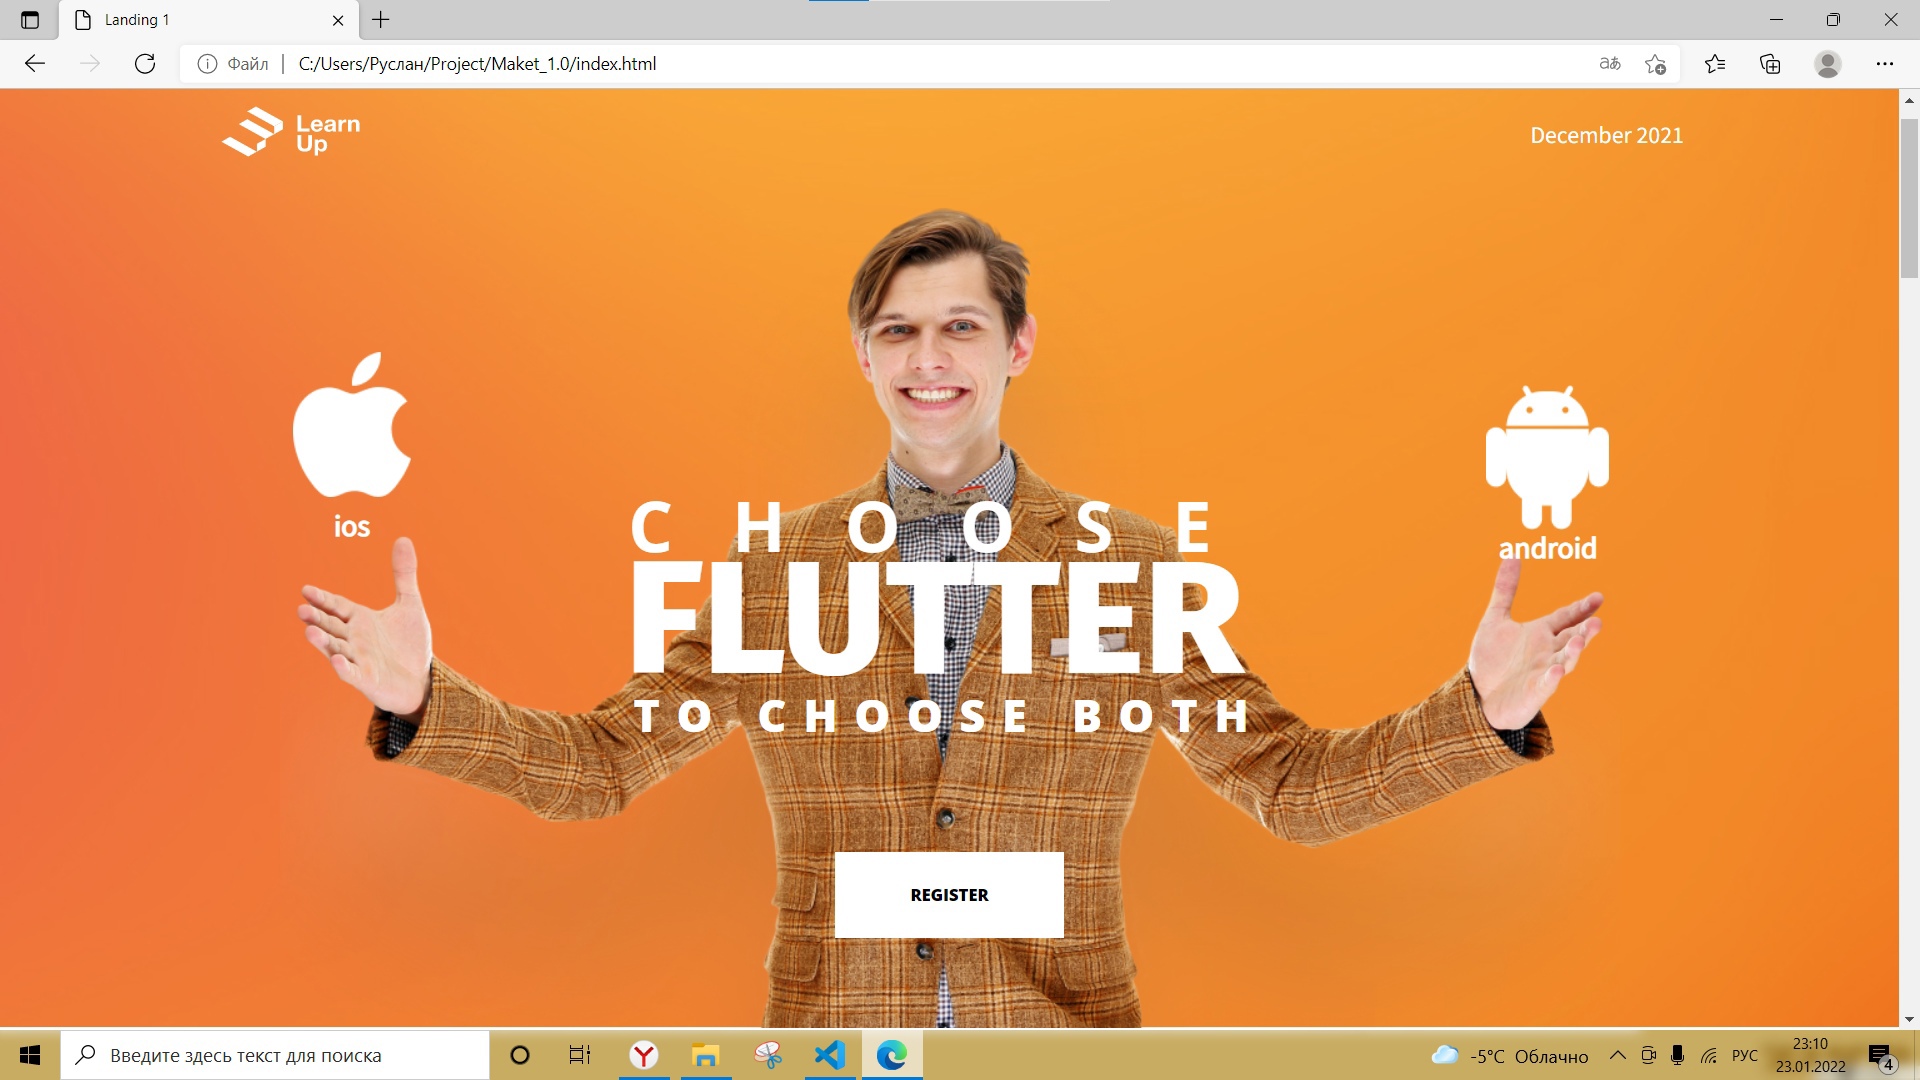 Landing 1
Файл
C:/Users/Руслан/Project/Maket_1.0/index.html
Learn
Up
December 2021
ios
android
CHOOSE
FLUTTER
TO CHOOSE BOTH
REGISTER
Введите здесь текст для поиска
-5°C Облачно
РУС
23:10
23.01.2022
4